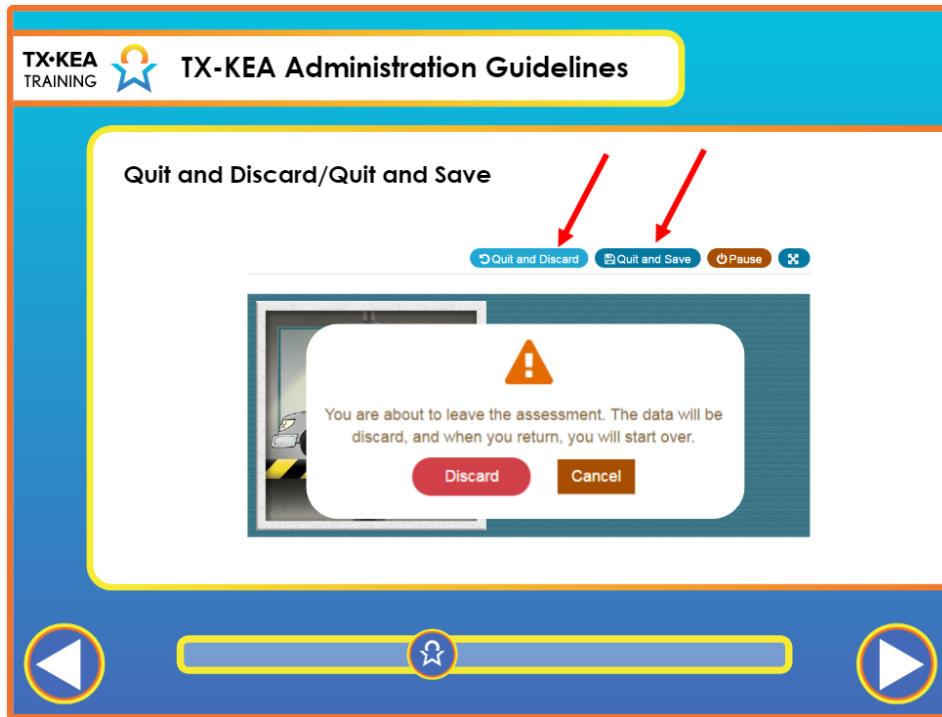 TX•KEA
TRAINING
TX-KEA Administration Guidelines
Quit and Discard/Quit and Save
Quit and Discard
Quit and Save
Pause
You are about to leave the assessment. The data will be
discard, and when you return, you will start over.
Discard
Cancel